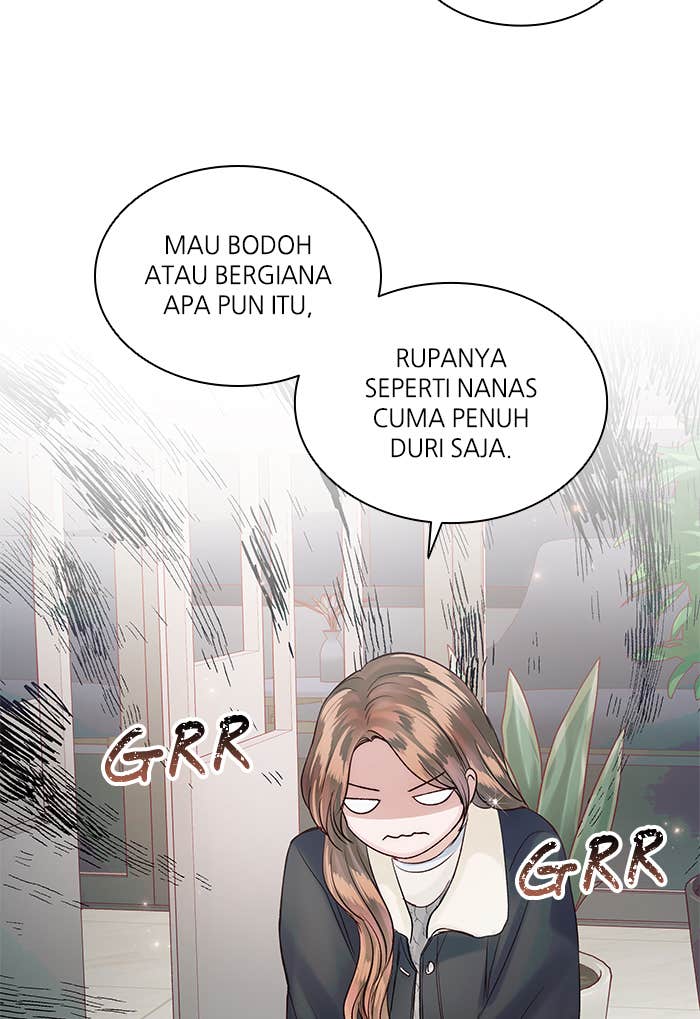 MAU BODOH
ATAU BERGIANA
APA PUN ITU,
RUPANYA
SEPERTI NANAS
CUMA PENUH
DURI SAJA.
GRR
GRR